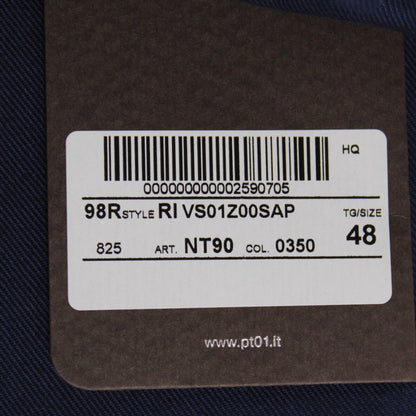 HQ
000000000002590705
98R STYLE RI VS01Z00SAP TG/SIZE
825 ART. NT90 COL. 0350 48
www.pt01.it